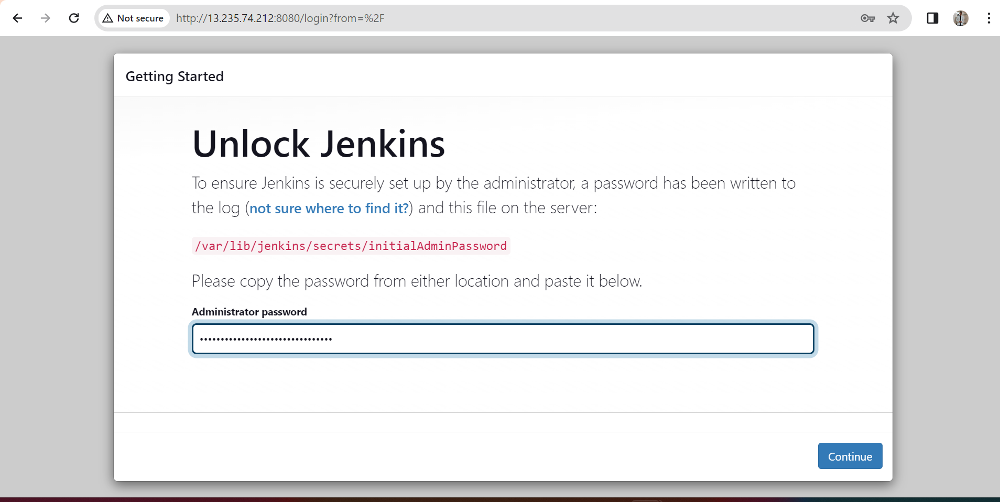 Not secure http://13.235.74.212:8080/login?from=%2F
Getting Started
Unlock Jenkins
To ensure Jenkins is securely set up by the administrator, a password has been written to
the log (not sure where to find it?) and this file on the server:
/var/lib/jenkins/secrets/initialAdminPassword
Please copy the password from either location and paste it below.
Administrator password
••••••••••••••••••••••••••••••••
Continue